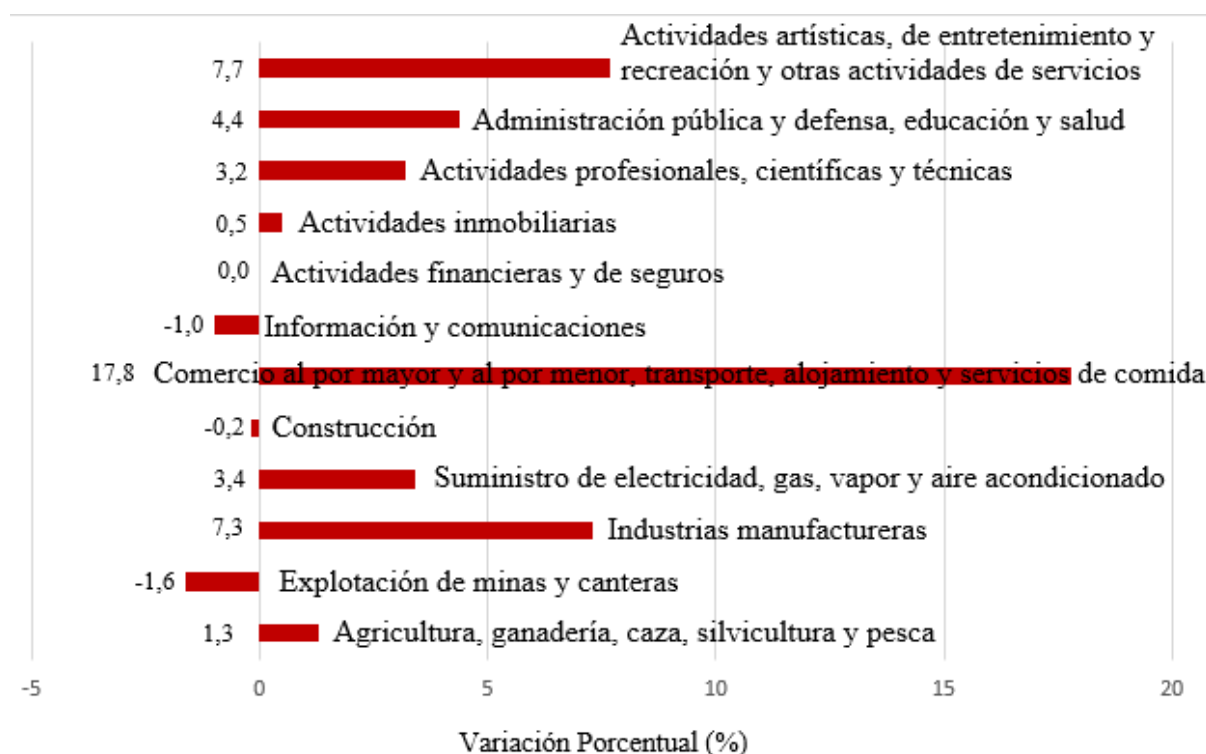 Actividades artísticas, de entretenimiento y
7,7 recreación y otras actividades de servicios
4,4 Administración pública y defensa, educación y salud
3,2 Actividades profesionales, científicas y técnicas
0,5 Actividades inmobiliarias
0,0 Actividades financieras y de seguros
-1,0 Información y comunicaciones
17,8 Comercio al por mayor y al por menor, transporte, alojamiento y servicios de comida
-0,2 Construcción
3,4 Suministro de electricidad, gas, vapor y aire acondicionado
7,3 Industrias manufactureras
-1,6 Explotación de minas y canteras
1,3 Agricultura, ganadería, caza, silvicultura y pesca
-5 0 5 10 15 20
Variación Porcentual (%)